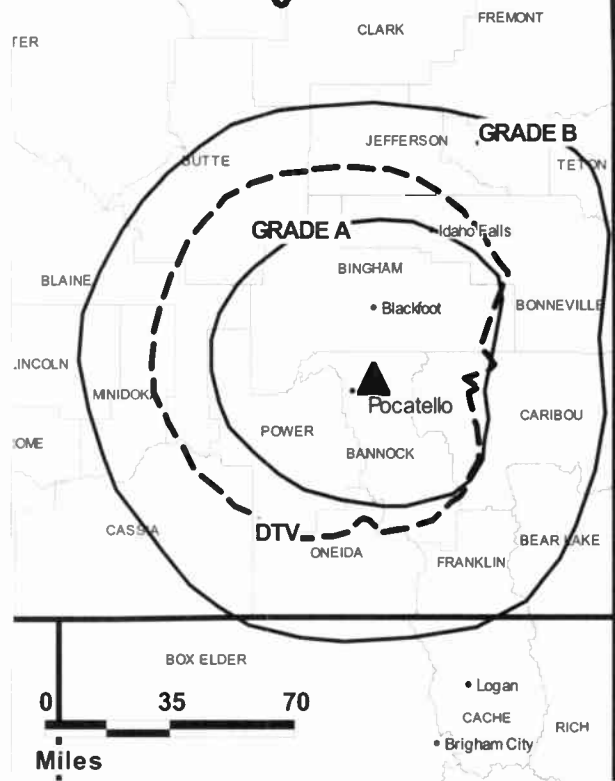 FREMONT
CLARK
TER
GRADE B
JEFFERSON
BUTTE
TETON
GRADE A
Idaho Falls
BINGHAM
BLAINE
Blackfoot
BONNEVILLE
LINCOLN
MINIDOKA
Pocatello
CARIBOU
POWER
ROME
BANNOCK
CASSIA
DTV
BEAR LAKE
ONEIDA
FRANKLIN
BOX ELDER
Logan
0 35 70
CACHE
RICH
Brigham City
Miles